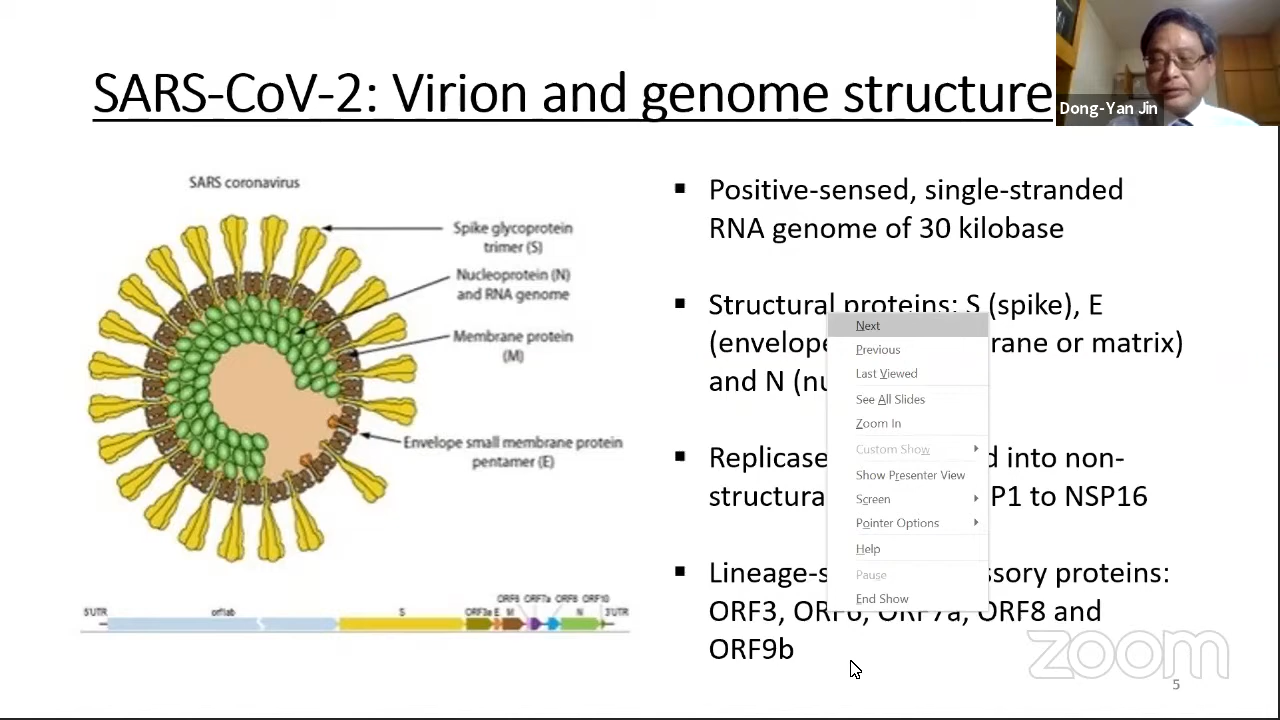 SARS-CoV-2: Virion and genome structure
Dong-Yan Jin
SARS coronavirus
Spike glycoprotein
trimer (S)
Nucleoprotein (N)
and RNA genome
Membrane protein
(M)
Envelope small membrane protein
pentamer (E)
5'UTR
orf1ab
S
ORF3a
E
M
ORF6
ORF7a
ORF8
N
ORF10
3'UTR
▪ Positive-sensed, single-stranded
RNA genome of 30 kilobase
▪ Structural proteins: S (spike), E
(envelope rane or matrix)
and N (nu
▪ Replicase d into non-
structura P1 to NSP16
▪ Lineage-s ssory proteins:
ORF3, ORF6, ORF7a, ORF8 and
ORF9b
Next
Previous
Last Viewed
See All Slides
Zoom In
Custom Show
Show Presenter View
Screen
Pointer Options
Help
Pause
End Show
zoom
5